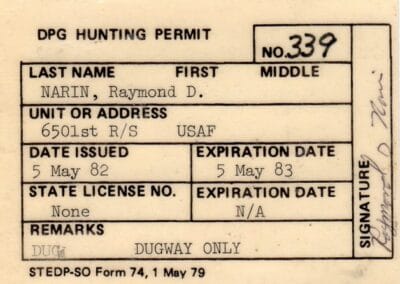 DPG HUNTING PERMIT
NO. 339
LAST NAME FIRST MIDDLE
NARIN, Raymond D.
UNIT OR ADDRESS
6501st R/S USAF
DATE ISSUED EXPIRATION DATE
5 May 82 5 May 83
STATE LICENSE NO. EXPIRATION DATE
None N/A
REMARKS
DUGWAY ONLY
STEDP-SO Form 74, 1 May 79
SIGNATURE
Raymond D Narin